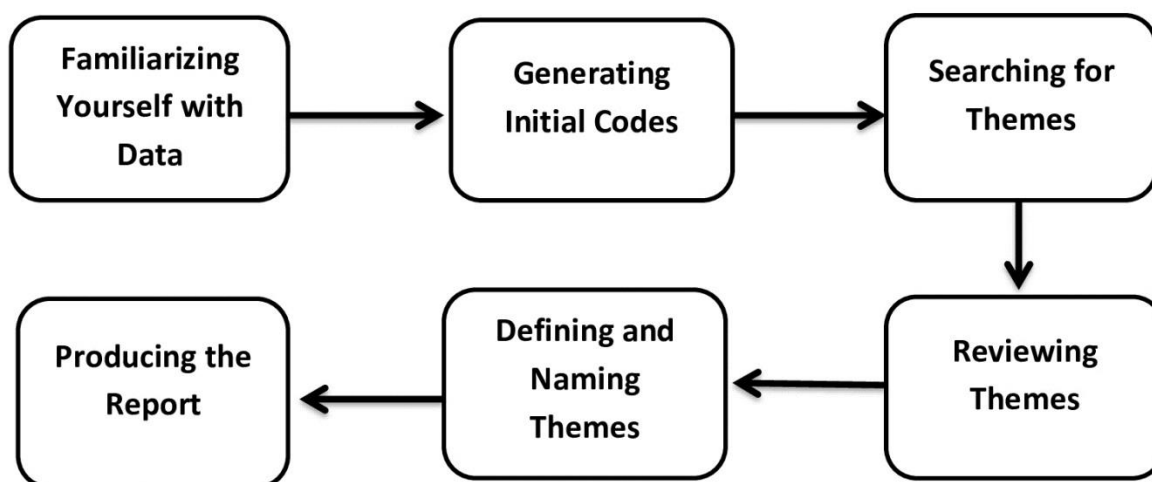 Familiarizing
Yourself with
Data
Generating
Initial Codes
Searching for
Themes
Reviewing
Themes
Defining and
Naming
Themes
Producing the
Report